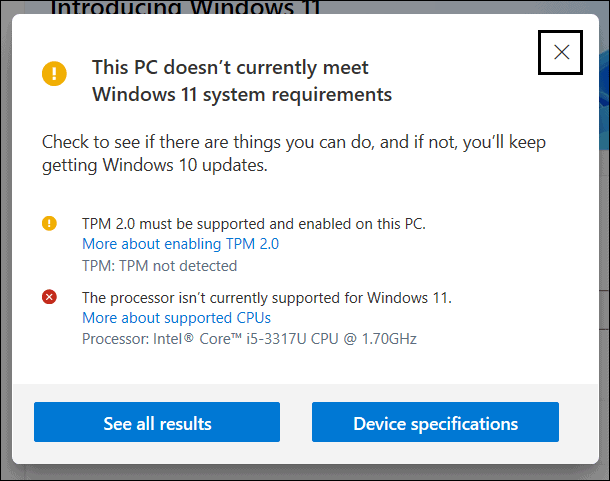 Introducing Windows 11
This PC doesn't currently meet
Windows 11 system requirements
Check to see if there are things you can do, and if not, you'll keep
getting Windows 10 updates.
TPM 2.0 must be supported and enabled on this PC.
More about enabling TPM 2.0
TPM: TPM not detected
The processor isn't currently supported for Windows 11.
More about supported CPUs
Processor: Intel® Core™ i5-3317U CPU @ 1.70GHz
See all results
Device specifications